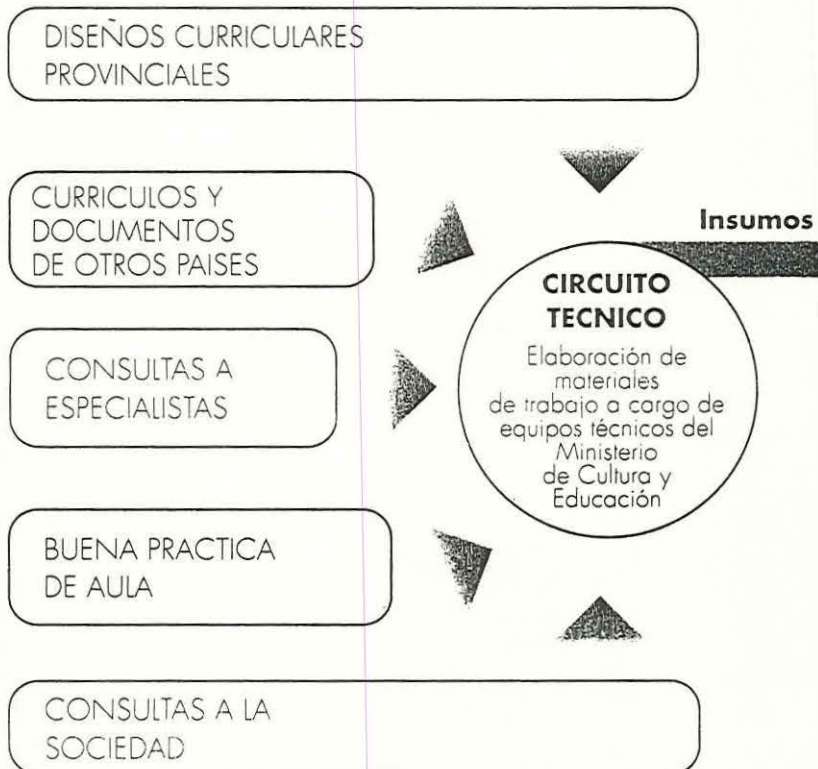 DISEÑOS CURRICULARES
PROVINCIALES
CURRICULOS Y
DOCUMENTOS
DE OTROS PAISES
CONSULTAS A
ESPECIALISTAS
BUENA PRACTICA
DE AULA
CONSULTAS A LA
SOCIEDAD
Insumos
CIRCUITO
TECNICO
Elaboración de
materiales
de trabajo a cargo de
equipos técnicos del
Ministerio
de Cultura y
Educación